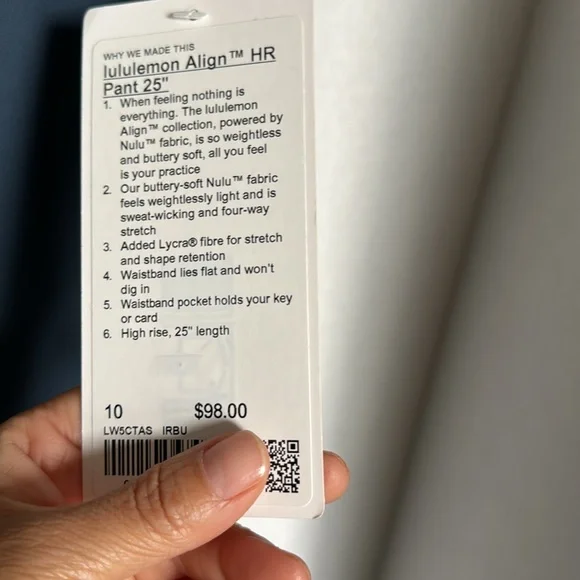 WHY WE MADE THIS
lululemon Align™ HR
Pant 25"
1. When feeling nothing is
everything. The lululemon
Align™ collection, powered by
Nulu™ fabric, is so weightless
and buttery soft, all you feel
is your practice
2. Our buttery-soft Nulu™ fabric
feels weightlessly light and is
sweat-wicking and four-way
stretch
3. Added Lycra® fibre for stretch
and shape retention
4. Waistband lies flat and won't
dig in
5. Waistband pocket holds your key
or card
6. High rise, 25" length
10 $98.00
LW5CTAS IRBU